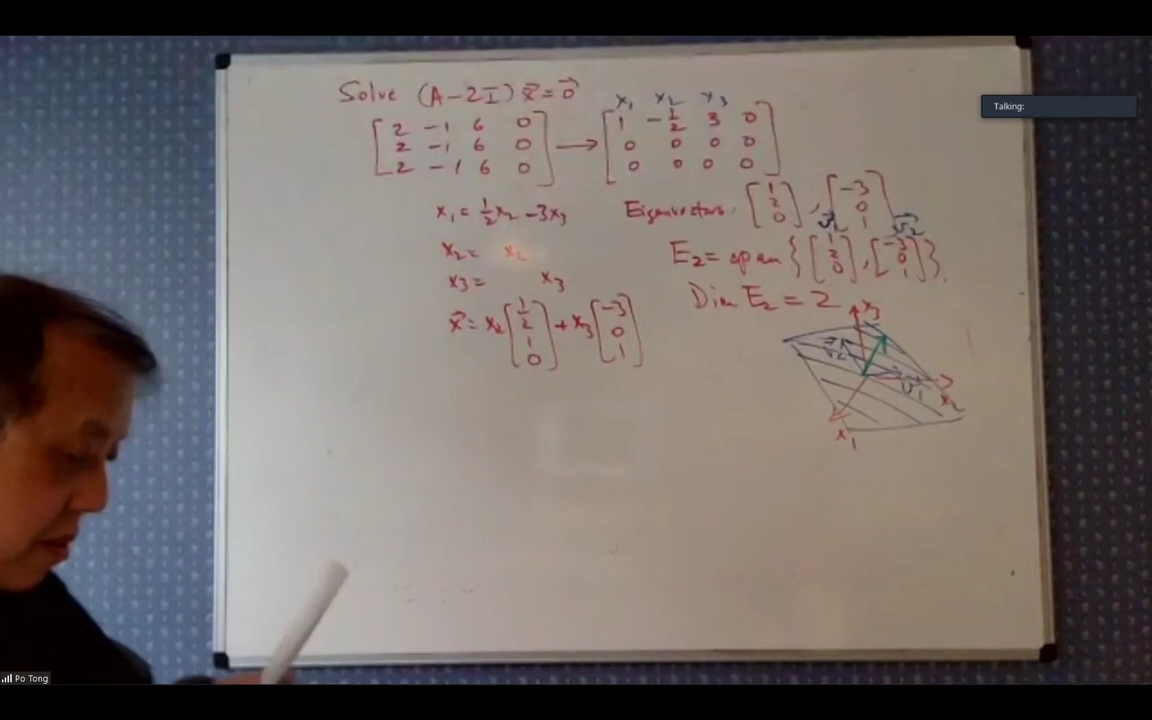 Solve (A-2I) x⃗ = 0⃗
x₁ x₂ x₃
[2 -1 6 0] → [1 -½ 3 0]
[2 -1 6 0] [0 0 0 0]
[2 -1 6 0] [0 0 0 0]
x₁ = ½x₂ - 3x₃
x₂ = x₂
x₃ = x₃
x⃗ = x₂ [½ 1 0] + x₃ [-3 0 1]
Eigenvectors: [1 2 0], [-3 0 1]
v⃗₁ v⃗₂
E₂ = span {[1 2 0], [-3 0 1]}.
Dim E₂ = 2
x₃
v⃗₂
v⃗₁
x₂
x₁
Talking:
Po Tong